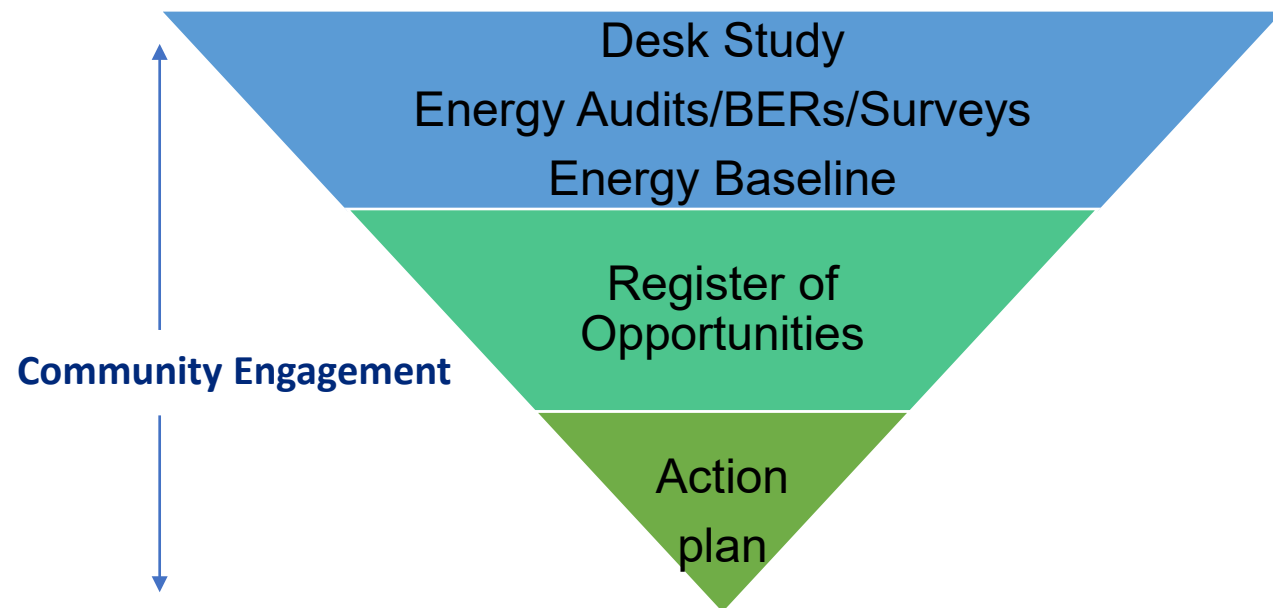 Desk Study
Energy Audits/BERs/Surveys
Energy Baseline
Register of
Opportunities
Community Engagement
Action
plan